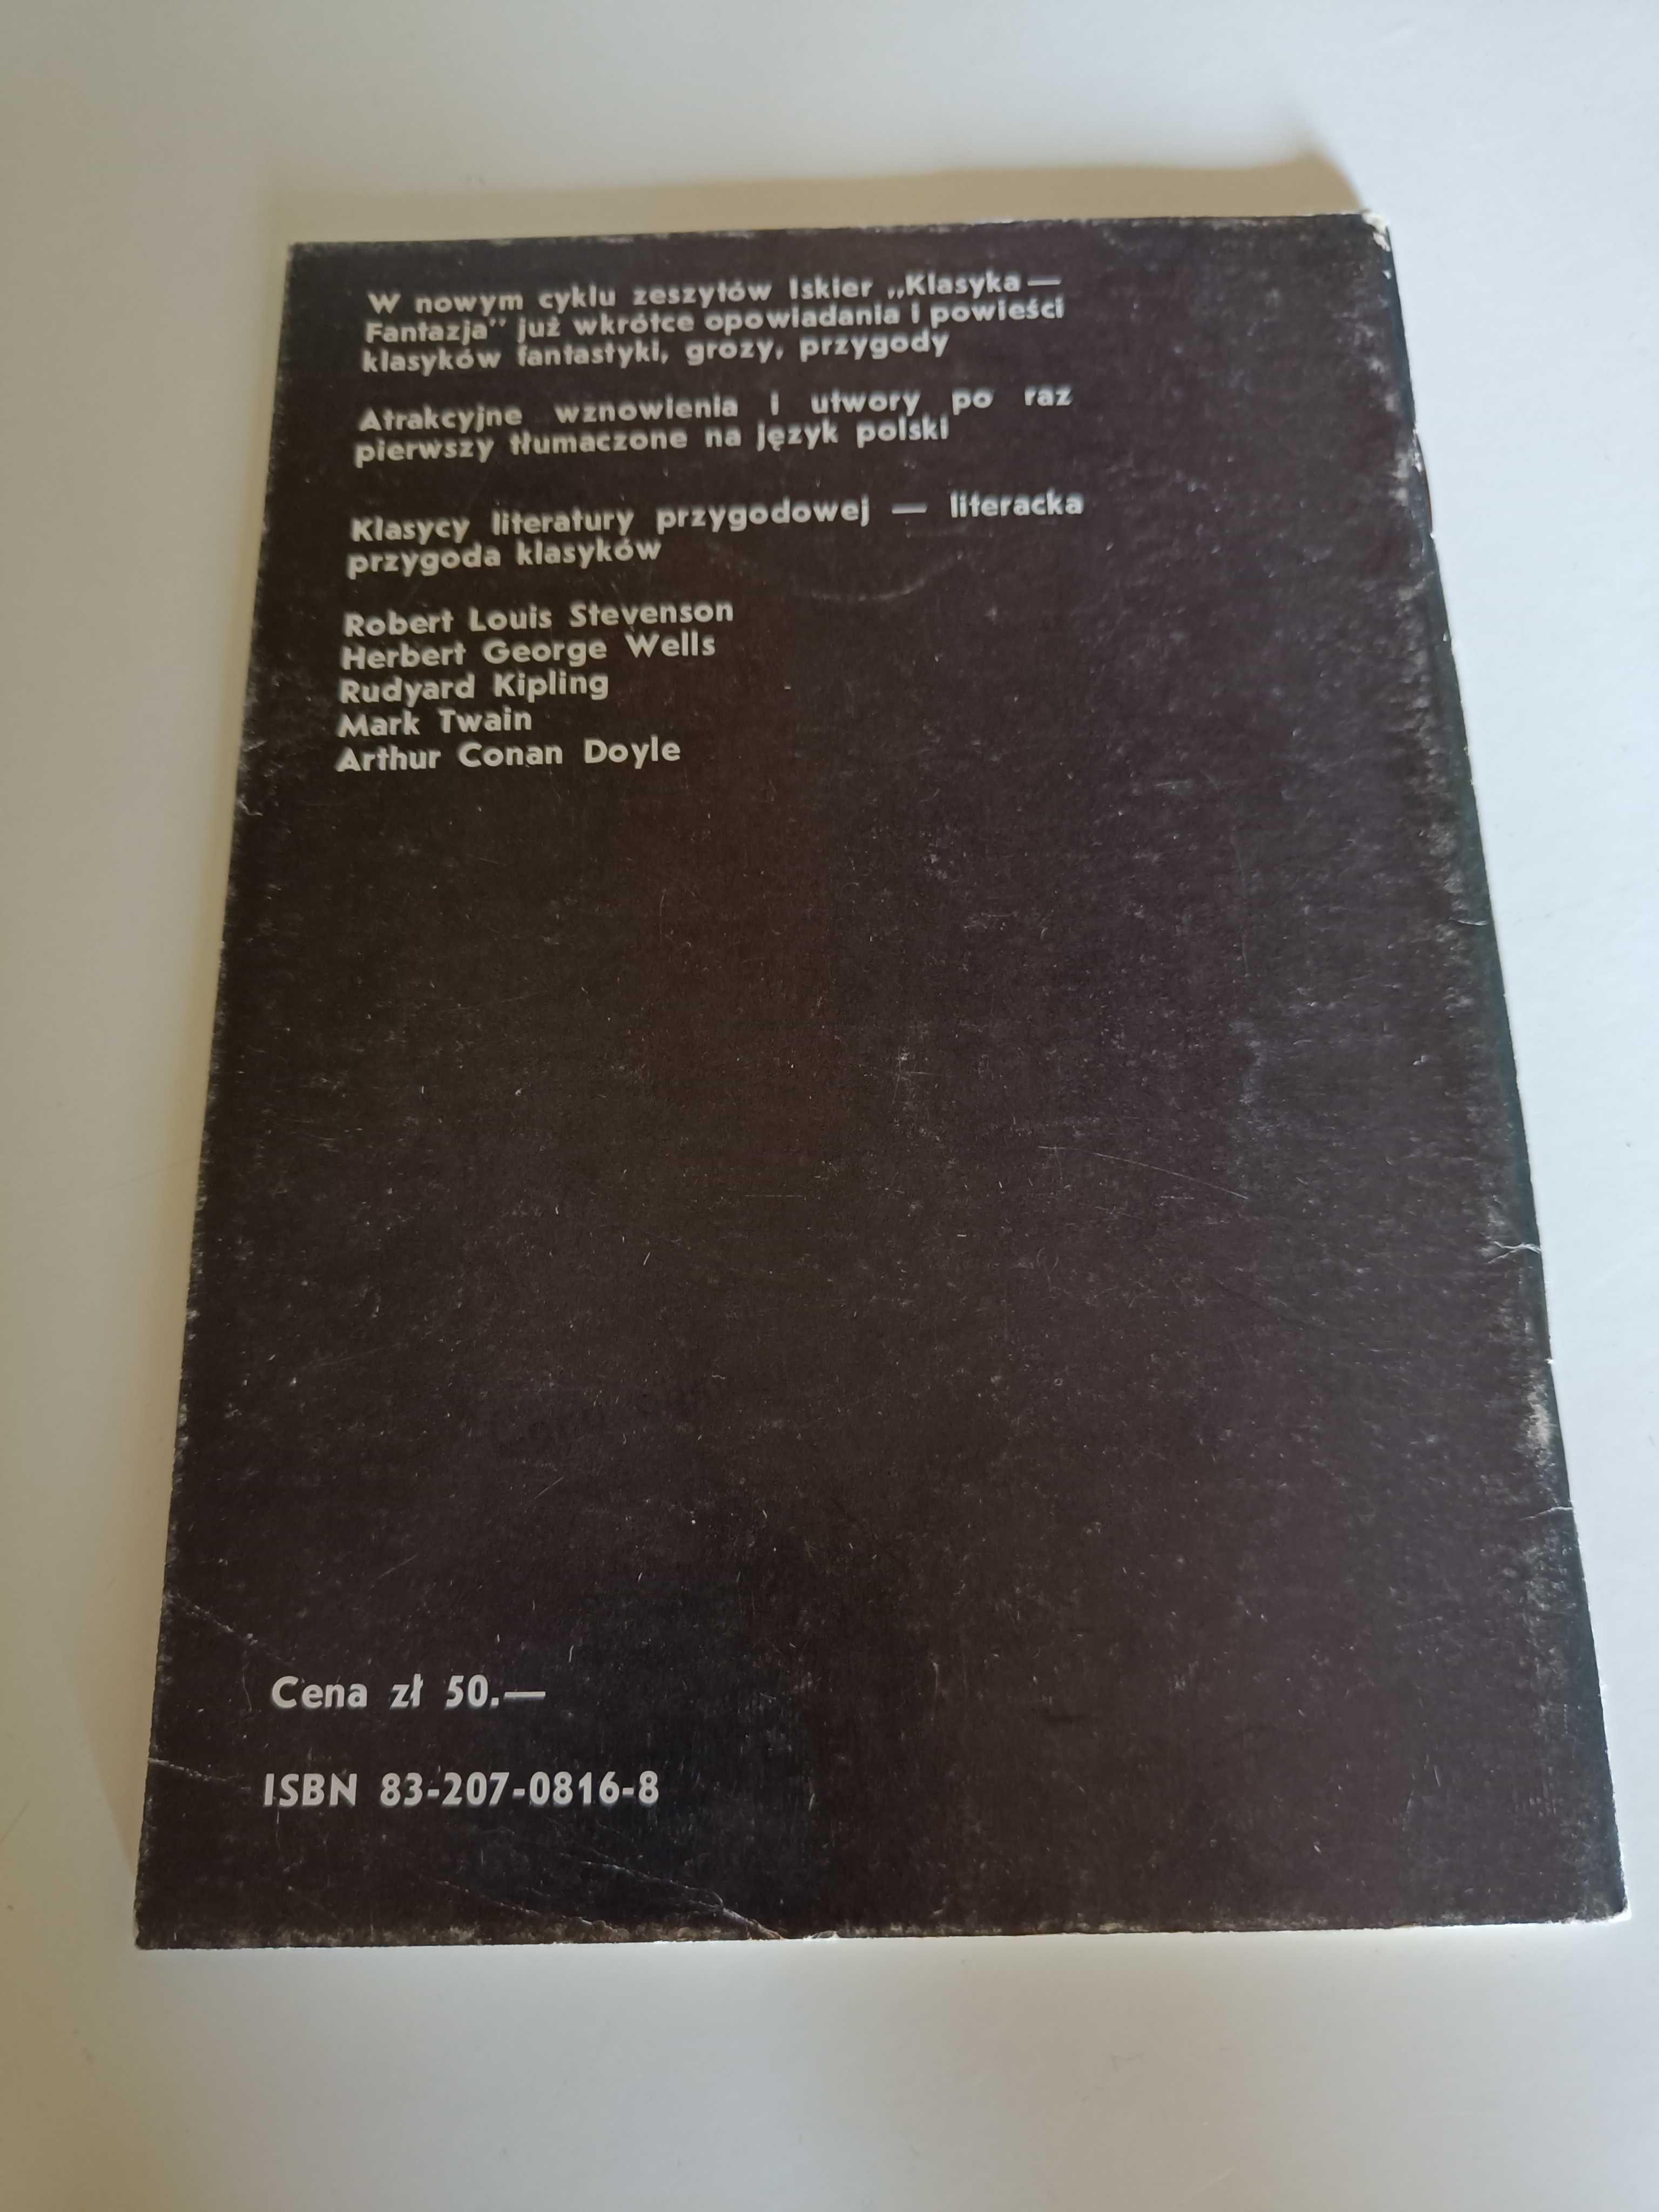 W nowym cyklu zeszytów Iskier „Klasyka —
Fantazja" już wkrótce opowiadania i powieści
klasyków fantastyki, grozy, przygody
Atrakcyjne wznowienia i utwory po raz
pierwszy tłumaczone na język polski
Klasycy literatury przygodowej — literacka
przygoda klasyków
Robert Louis Stevenson
Herbert George Wells
Rudyard Kipling
Mark Twain
Arthur Conan Doyle
Cena zł 50.—
ISBN 83-207-0816-8